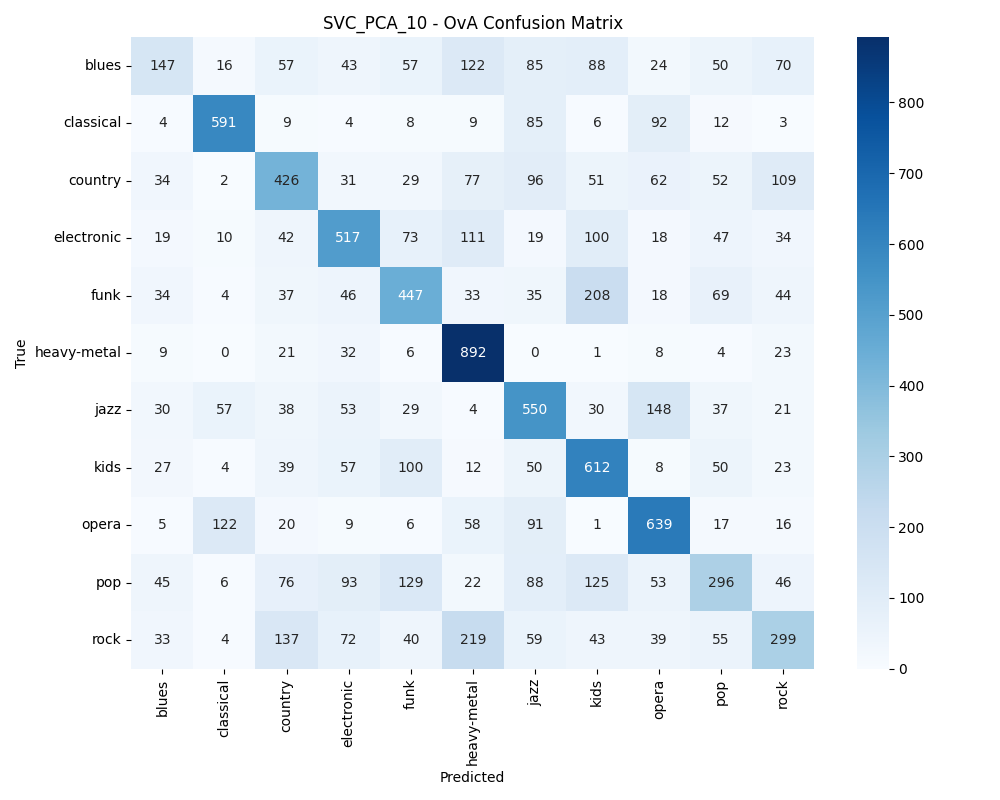 SVC_PCA_10 - OvA Confusion Matrix
blues 147 16 57 43 57 122 85 88 24 50 70
classical 4 591 9 4 8 9 85 6 92 12 3
country 34 2 426 31 29 77 96 51 62 52 109
electronic 19 10 42 517 73 111 19 100 18 47 34
funk 34 4 37 46 447 33 35 208 18 69 44
heavy-metal 9 0 21 32 6 892 0 1 8 4 23
jazz 30 57 38 53 29 4 550 30 148 37 21
kids 27 4 39 57 100 12 50 612 8 50 23
opera 5 122 20 9 6 58 91 1 639 17 16
pop 45 6 76 93 129 22 88 125 53 296 46
rock 33 4 137 72 40 219 59 43 39 55 299
True
blues classical country electronic funk heavy-metal jazz kids opera pop rock
Predicted
800
700
600
500
400
300
200
100
0